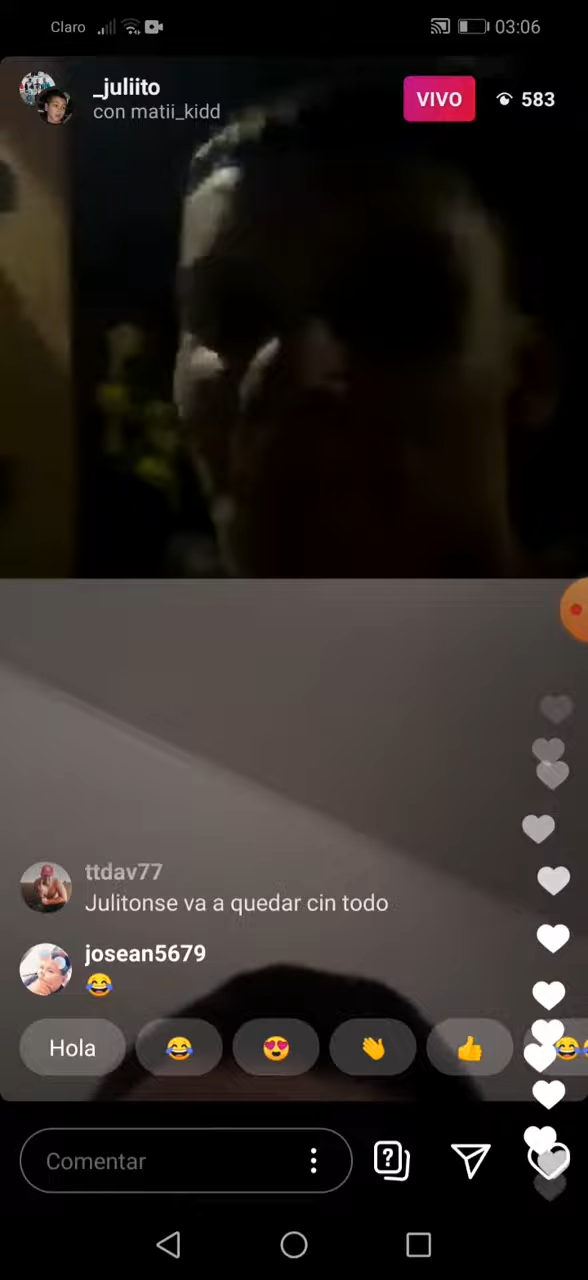 Claro 03:06
_juliito
con matii_kidd
VIVO 583
ttdav77
Julitonse va a quedar cin todo
josean5679
😂
Hola 😂 😍 👋 👍 😂
Comentar